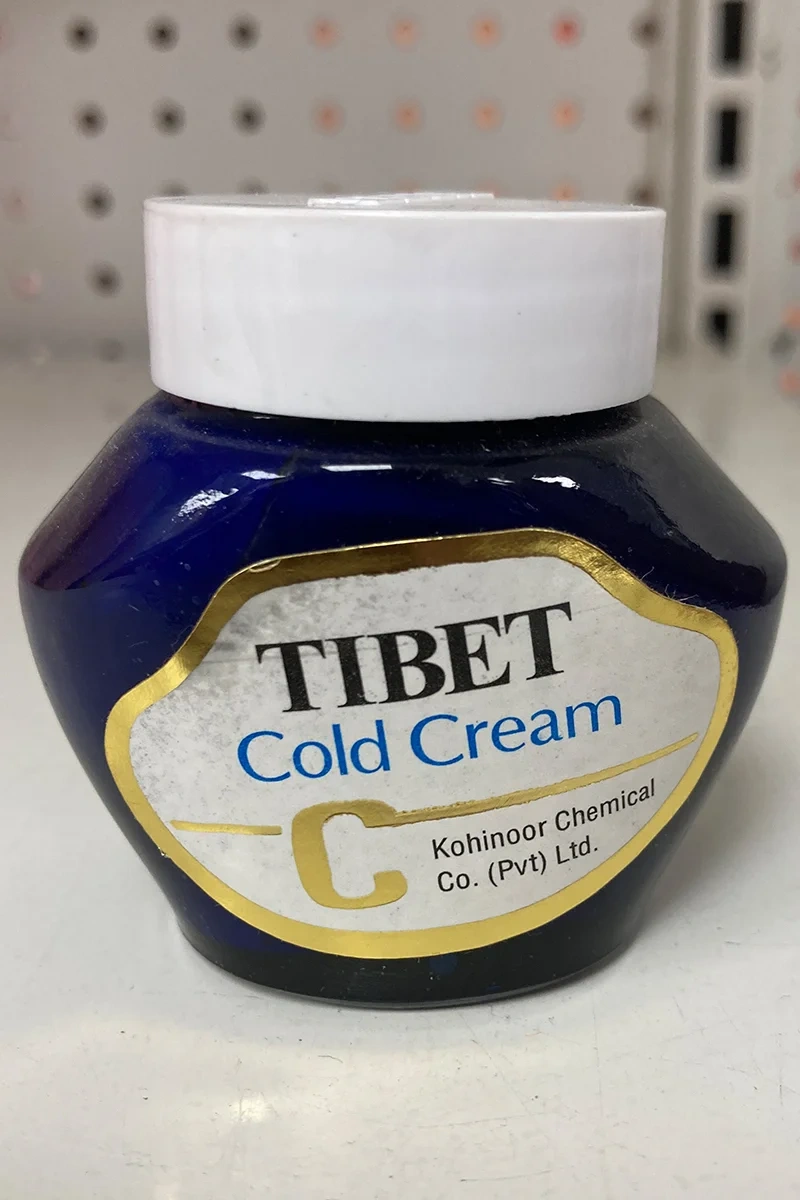 TIBET
Cold Cream
C
Kohinoor Chemical
Co. (Pvt) Ltd.